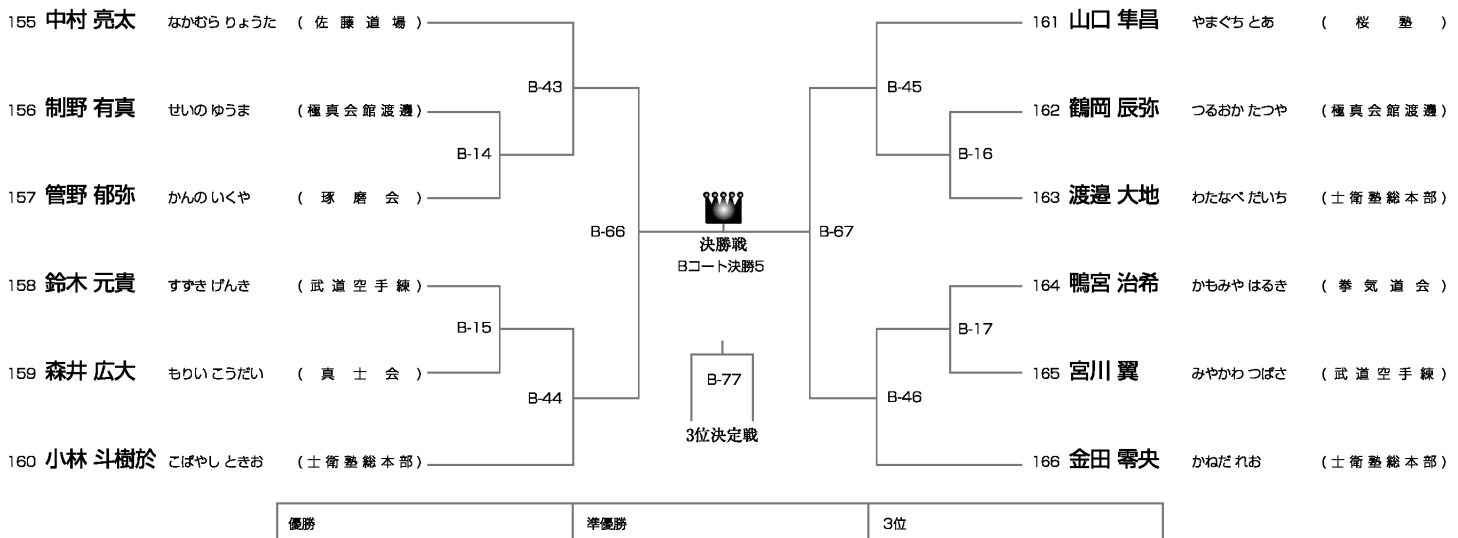 155 中村 亮太 なかむら りょうた (佐藤道場)
B-43
156 制野 有真 せいの ゆうま (極真会館渡邊)
B-14
157 管野 郁弥 かんの いくや (琢磨会)
B-66
158 鈴木 元貴 すずき げんき (武道空手練)
B-15
159 森井 広大 もりい こうだい (真士会)
B-44
160 小林 斗樹於 こばやし ときお (士衛塾総本部)
決勝戦
Bコート決勝5
B-77
3位決定戦
161 山口 隼昌 やまぐち とあ (桜塾)
B-45
162 鶴岡 辰弥 つるおか たつや (極真会館渡邊)
B-16
163 渡邉 大地 わたなべ だいち (士衛塾総本部)
B-67
164 鴨宮 治希 かもみや はるき (拳気道会)
B-17
165 宮川 翼 みやかわ つばさ (武道空手練)
B-46
166 金田 零央 かねだ れお (士衛塾総本部)
優勝 準優勝 3位